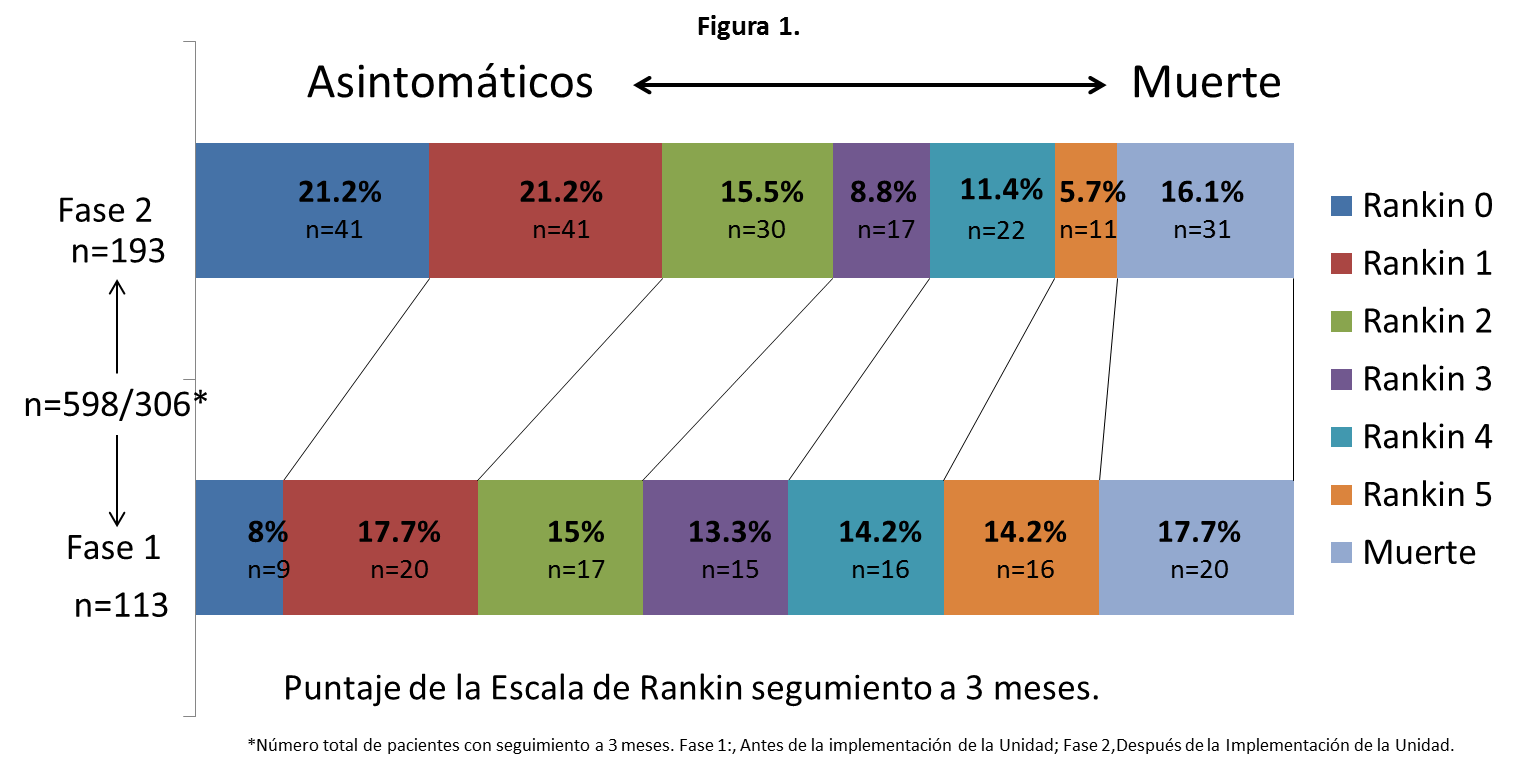 Figura 1.
Asintomáticos
Muerte
Fase 2
n=193
21.2%
n=41
21.2%
n=41
15.5%
n=30
8.8%
n=17
11.4%
n=22
5.7%
n=11
16.1%
n=31
n=598/306*
Fase 1
n=113
8%
n=9
17.7%
n=20
15%
n=17
13.3%
n=15
14.2%
n=16
14.2%
n=16
17.7%
n=20
Rankin 0
Rankin 1
Rankin 2
Rankin 3
Rankin 4
Rankin 5
Muerte
Puntaje de la Escala de Rankin segumiento a 3 meses.
*Número total de pacientes con seguimiento a 3 meses. Fase 1:, Antes de la implementación de la Unidad; Fase 2,Después de la Implementación de la Unidad.